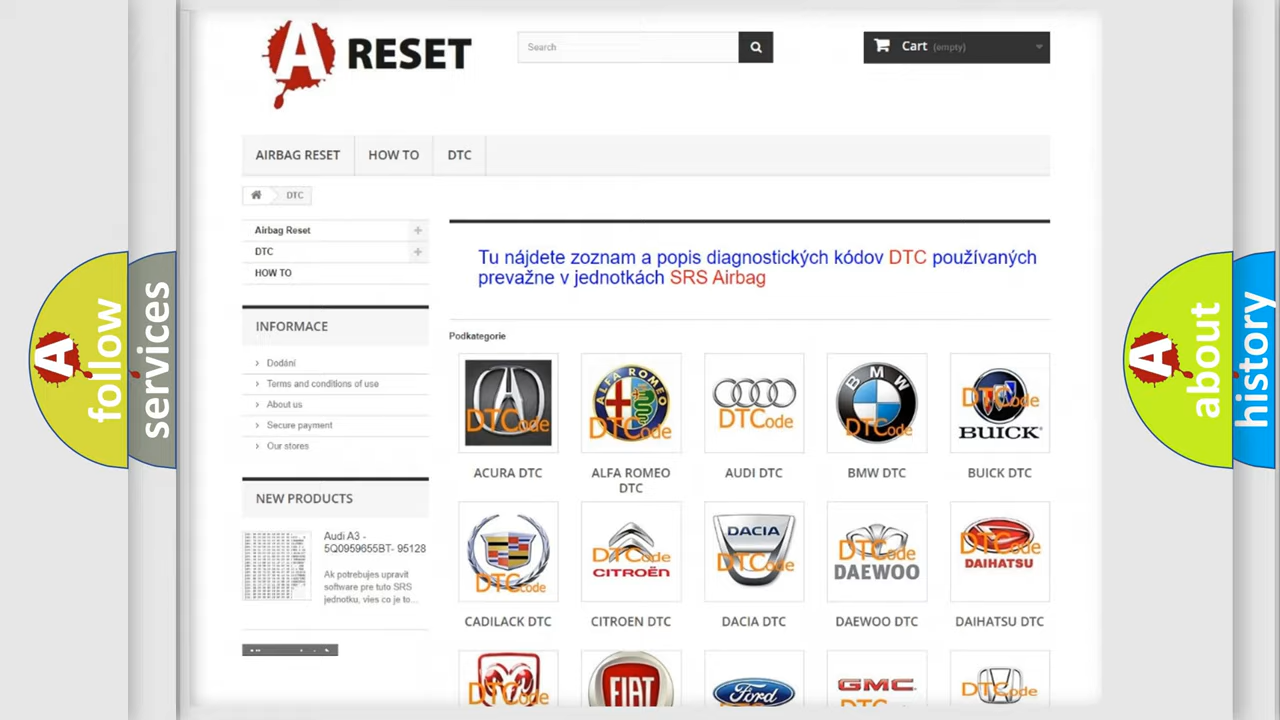 A RESET
Search
Cart (empty)
AIRBAG RESET
HOW TO
DTC
DTC
Airbag Reset
DTC
HOW TO
INFORMACE
Dodání
Terms and conditions of use
About us
Secure payment
Our stores
NEW PRODUCTS
Audi A3 -
5Q0959655BT- 95128
Ak potrebujes upravit
software pre tuto SRS
jednotku, vies co je to...
Tu nájdete zoznam a popis diagnostických kódov DTC používaných
prevažne v jednotkách SRS Airbag
Podkategorie
DTCode
ALFA ROMEO
DTCode
DTCode
BMW
DTCode
DTCode
BUICK
ACURA DTC
ALFA ROMEO
DTC
AUDI DTC
BMW DTC
BUICK DTC
DTCode
DTCode
CITROËN
DACIA
DTCode
DTCode
DAEWOO
DTCode
DAIHATSU
CADILACK DTC
CITROEN DTC
DACIA DTC
DAEWOO DTC
DAIHATSU DTC
DTCode
FIAT
Ford
GMC
DTCode
A follow
services
A about
history